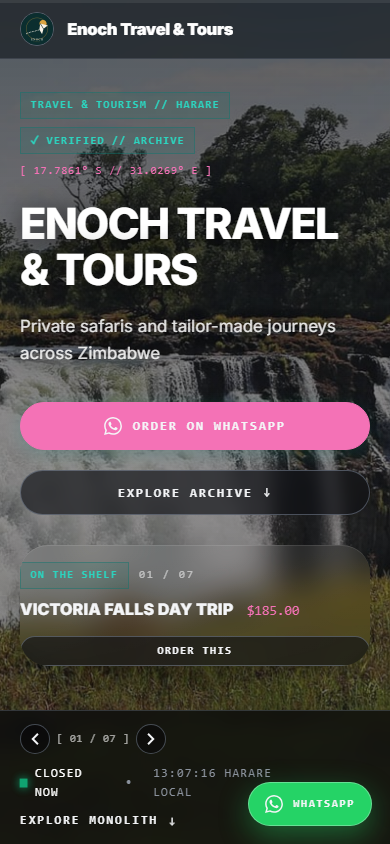 Enoch Travel & Tours
TRAVEL & TOURISM // HARARE
✓ VERIFIED // ARCHIVE
[ 17.7861° S // 31.0269° E ]
ENOCH TRAVEL
& TOURS
Private safaris and tailor-made journeys
across Zimbabwe
ORDER ON WHATSAPP
EXPLORE ARCHIVE ↓
ON THE SHELF 01 / 07
VICTORIA FALLS DAY TRIP $185.00
ORDER THIS
[ 01 / 07 ]
CLOSED
NOW
• 13:07:16 HARARE
LOCAL
WHATSAPP
EXPLORE MONOLITH ↓